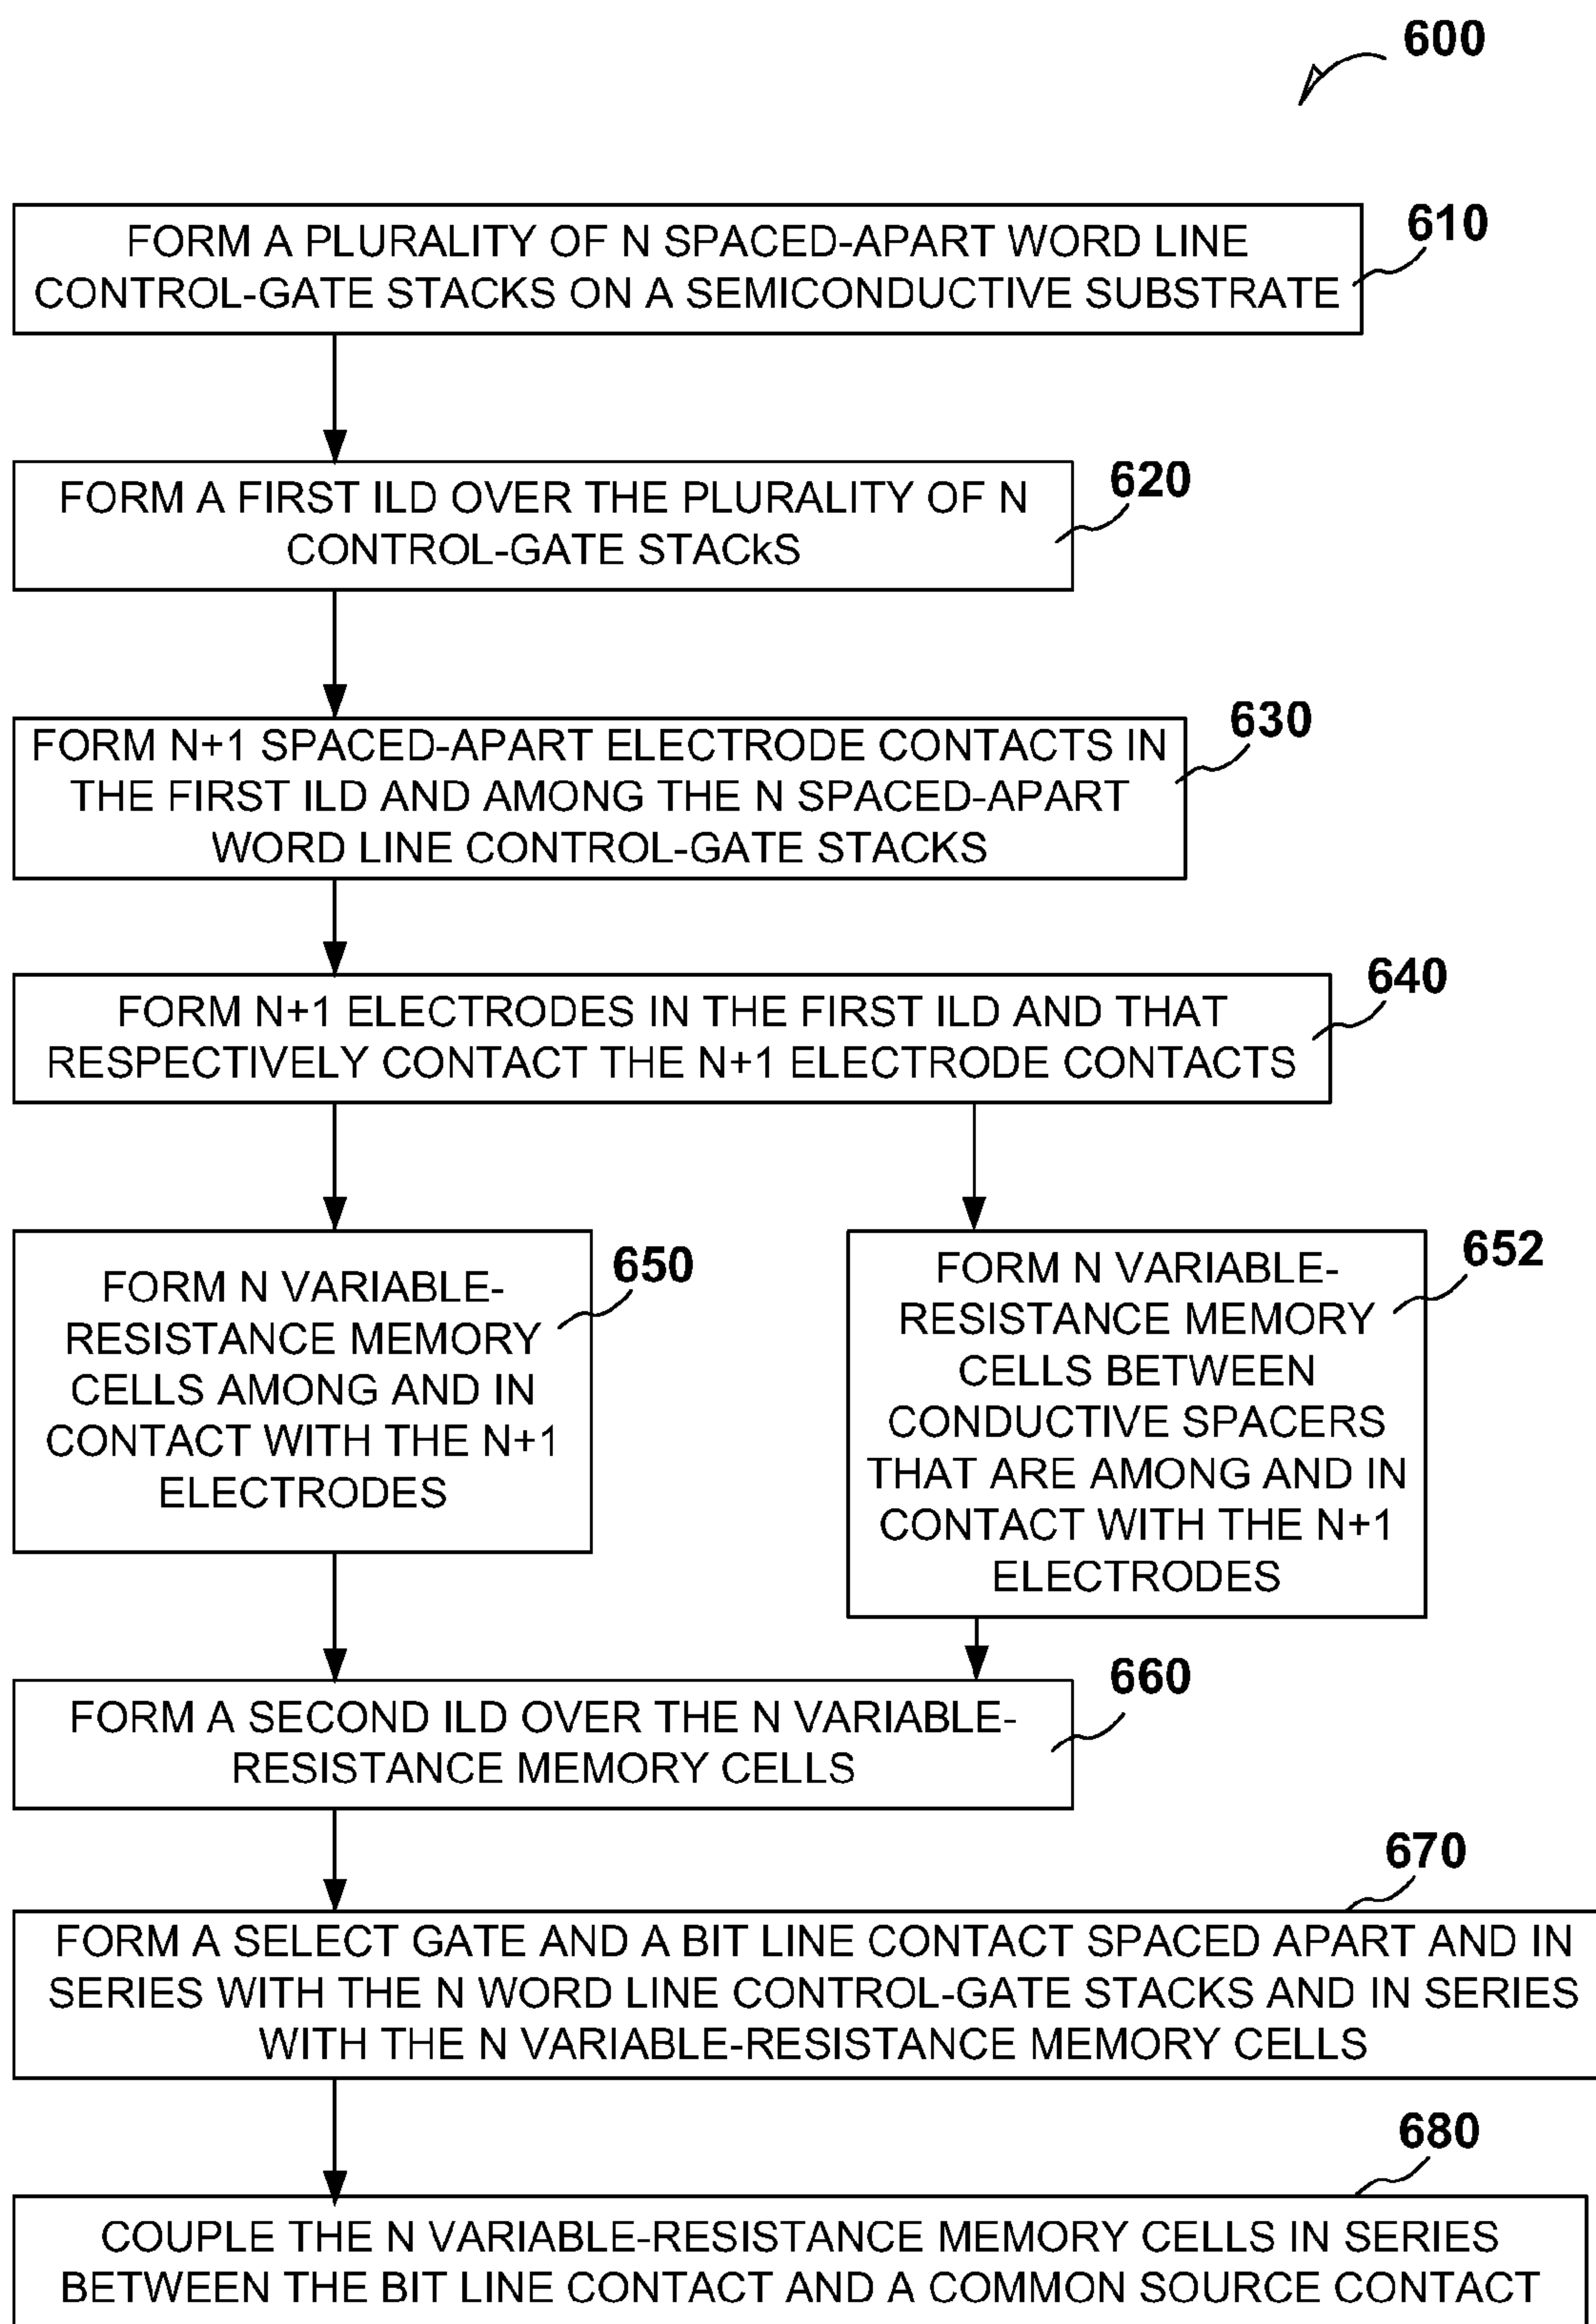 600
FORM A PLURALITY OF N SPACED-APART WORD LINE
CONTROL-GATE STACKS ON A SEMICONDUCTIVE SUBSTRATE
610
FORM A FIRST ILD OVER THE PLURALITY OF N
CONTROL-GATE STACkS
620
FORM N+1 SPACED-APART ELECTRODE CONTACTS IN
THE FIRST ILD AND AMONG THE N SPACED-APART
WORD LINE CONTROL-GATE STACKS
630
FORM N+1 ELECTRODES IN THE FIRST ILD AND THAT
RESPECTIVELY CONTACT THE N+1 ELECTRODE CONTACTS
640
FORM N VARIABLE-
RESISTANCE MEMORY
CELLS AMONG AND IN
CONTACT WITH THE N+1
ELECTRODES
650
FORM N VARIABLE-
RESISTANCE MEMORY
CELLS BETWEEN
CONDUCTIVE SPACERS
THAT ARE AMONG AND IN
CONTACT WITH THE N+1
ELECTRODES
652
FORM A SECOND ILD OVER THE N VARIABLE-
RESISTANCE MEMORY CELLS
660
670
FORM A SELECT GATE AND A BIT LINE CONTACT SPACED APART AND IN
SERIES WITH THE N WORD LINE CONTROL-GATE STACKS AND IN SERIES
WITH THE N VARIABLE-RESISTANCE MEMORY CELLS
680
COUPLE THE N VARIABLE-RESISTANCE MEMORY CELLS IN SERIES
BETWEEN THE BIT LINE CONTACT AND A COMMON SOURCE CONTACT